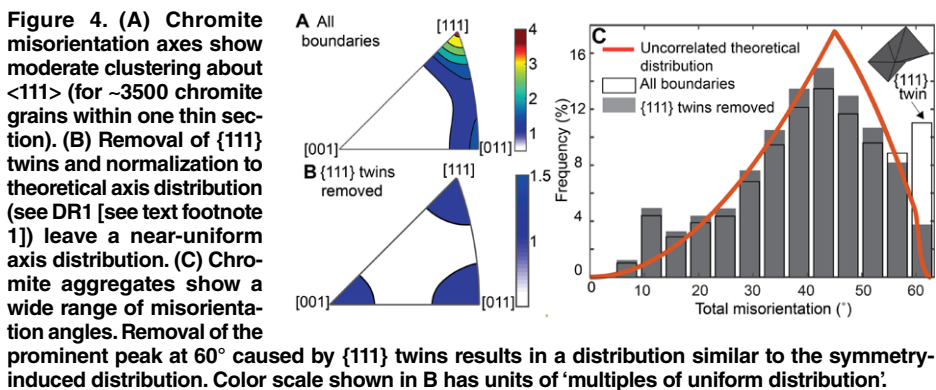 Figure 4. (A) Chromite
misorientation axes show
moderate clustering about
<111> (for ~3500 chromite
grains within one thin sec-
tion). (B) Removal of {111}
twins and normalization to
theoretical axis distribution
(see DR1 [see text footnote
1]) leave a near-uniform
axis distribution. (C) Chro-
mite aggregates show a
wide range of misorienta-
tion angles. Removal of the
prominent peak at 60° caused by {111} twins results in a distribution similar to the symmetry-
induced distribution. Color scale shown in B has units of ‘multiples of uniform distribution’.
A All
boundaries
[111]
[001]
[011]
4
3
2
1
B {111} twins
removed
[111]
[001]
[011]
1.5
1
C
Uncorrelated theoretical
distribution
All boundaries
{111} twins removed
{111}
twin
Frequency (%)
16
12
8
4
0
0 10 20 30 40 50 60
Total misorientation (°)